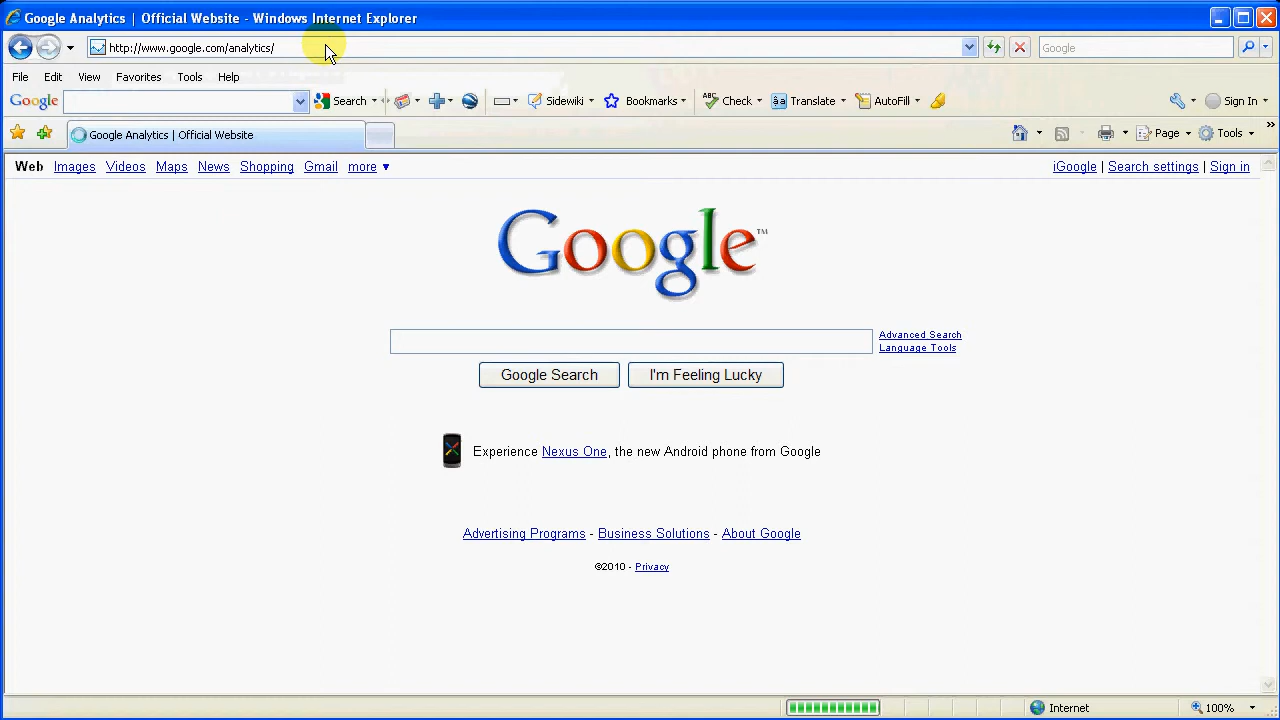 Google Analytics | Official Website - Windows Internet Explorer
http://www.google.com/analytics/
Google
File Edit View Favorites Tools Help
Google Search Sidewiki Bookmarks ABC Check Translate AutoFill Sign In
Google Analytics | Official Website
Page Tools
Web Images Videos Maps News Shopping Gmail more ▼
iGoogle | Search settings | Sign in
Google™
Advanced Search
Language Tools
Google Search I'm Feeling Lucky
Experience Nexus One, the new Android phone from Google
Advertising Programs - Business Solutions - About Google
©2010 - Privacy
Internet 100%